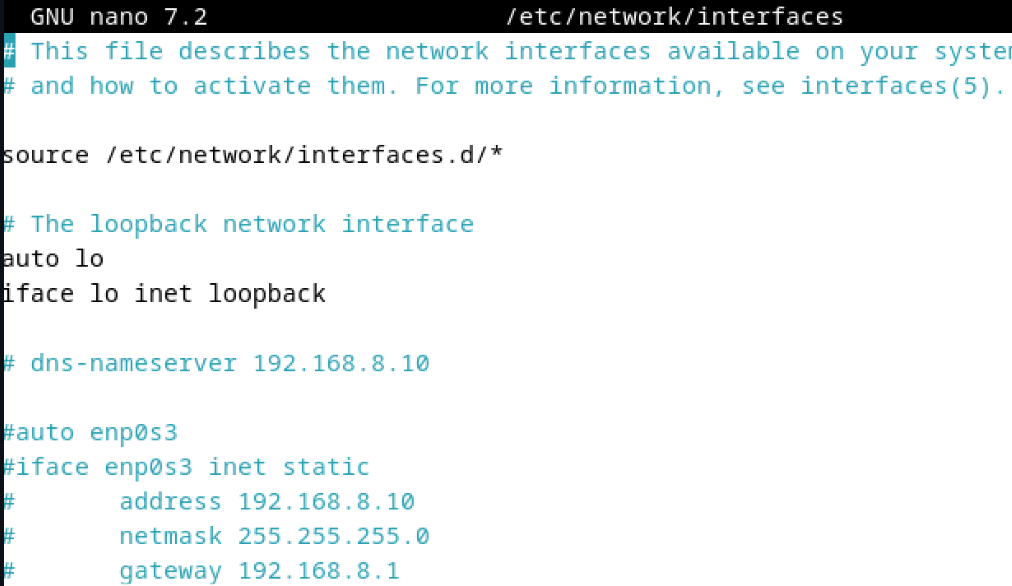 GNU nano 7.2 /etc/network/interfaces
# This file describes the network interfaces available on your system
# and how to activate them. For more information, see interfaces(5).
source /etc/network/interfaces.d/*
# The loopback network interface
auto lo
iface lo inet loopback
# dns-nameserver 192.168.8.10
#auto enp0s3
#iface enp0s3 inet static
#       address 192.168.8.10
#       netmask 255.255.255.0
#       gateway 192.168.8.1